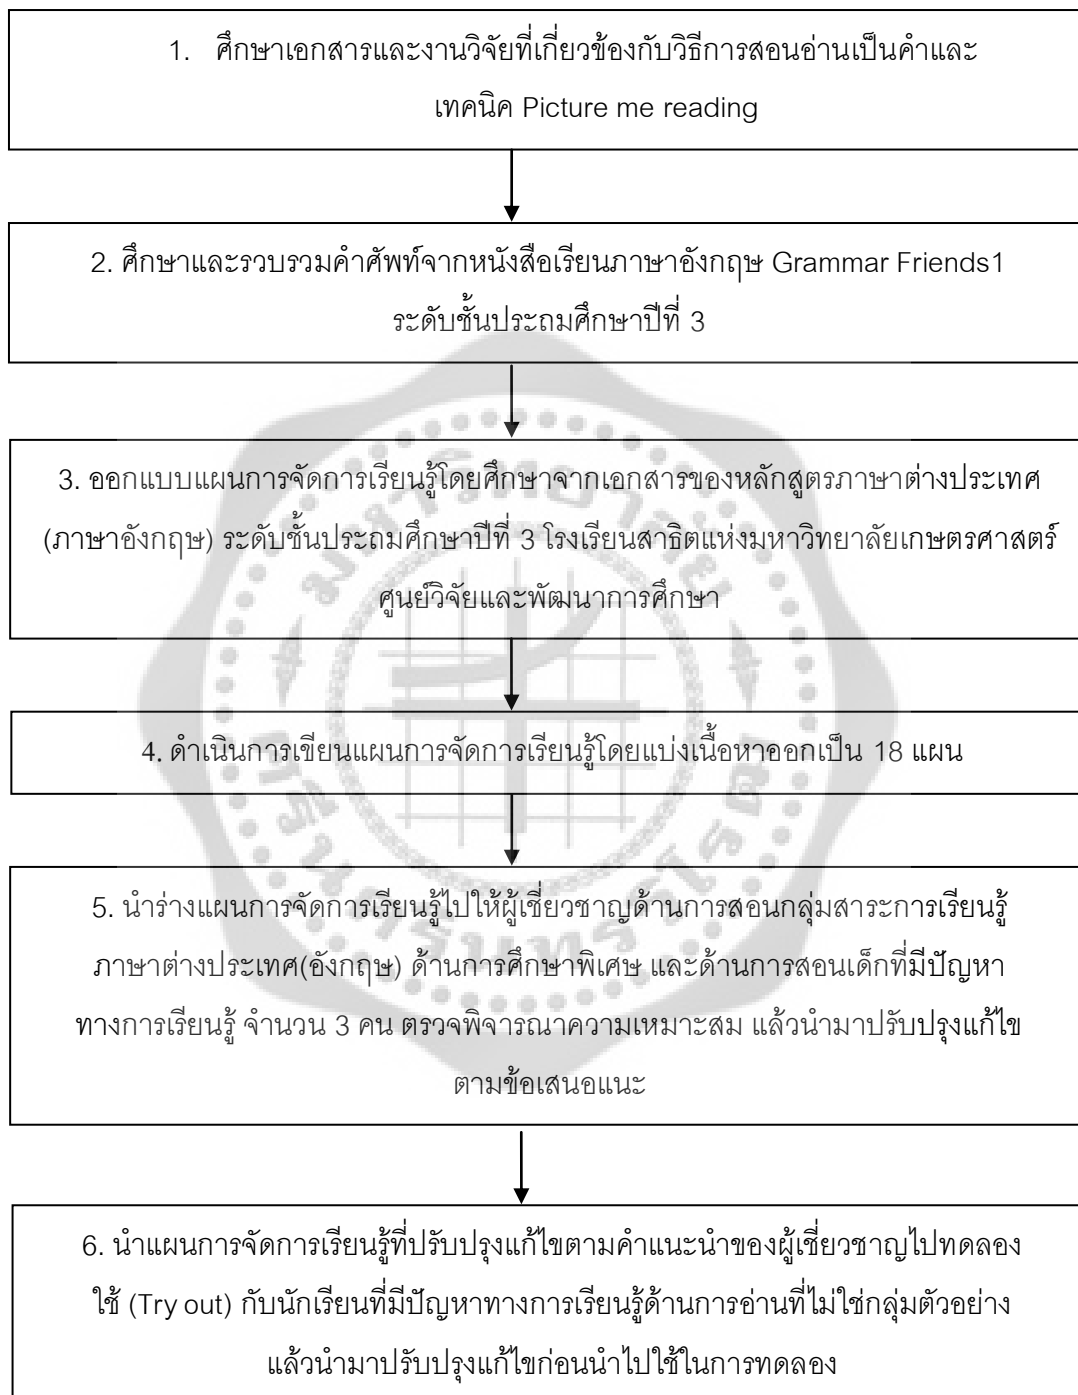 1. ศึกษาเอกสารและงานวิจัยที่เกี่ยวข้องกับวิธีการสอนอ่านเป็นคำและ
เทคนิค Picture me reading
2. ศึกษาและรวบรวมคำศัพท์จากหนังสือเรียนภาษาอังกฤษ Grammar Friends1
ระดับชั้นประถมศึกษาปีที่ 3
3. ออกแบบแผนการจัดการเรียนรู้โดยศึกษาจากเอกสารของหลักสูตรภาษาต่างประเทศ
(ภาษาอังกฤษ) ระดับชั้นประถมศึกษาปีที่ 3 โรงเรียนสาธิตแห่งมหาวิทยาลัยเกษตรศาสตร์
ศูนย์วิจัยและพัฒนาการศึกษา
4. ดำเนินการเขียนแผนการจัดการเรียนรู้โดยแบ่งเนื้อหาออกเป็น 18 แผน
5. นำร่างแผนการจัดการเรียนรู้ไปให้ผู้เชี่ยวชาญด้านการสอนกลุ่มสาระการเรียนรู้
ภาษาต่างประเทศ(อังกฤษ) ด้านการศึกษาพิเศษ และด้านการสอนเด็กที่มีปัญหา
ทางการเรียนรู้ จำนวน 3 คน ตรวจพิจารณาความเหมาะสม แล้วนำมาปรับปรุงแก้ไข
ตามข้อเสนอแนะ
6. นำแผนการจัดการเรียนรู้ที่ปรับปรุงแก้ไขตามคำแนะนำของผู้เชี่ยวชาญไปทดลอง
ใช้ (Try out) กับนักเรียนที่มีปัญหาทางการเรียนรู้ด้านการอ่านที่ไม่ใช่กลุ่มตัวอย่าง
แล้วนำมาปรับปรุงแก้ไขก่อนนำไปใช้ในการทดลอง
มหาวิทยาลัย
ศรีนครินทรวิโรฒ